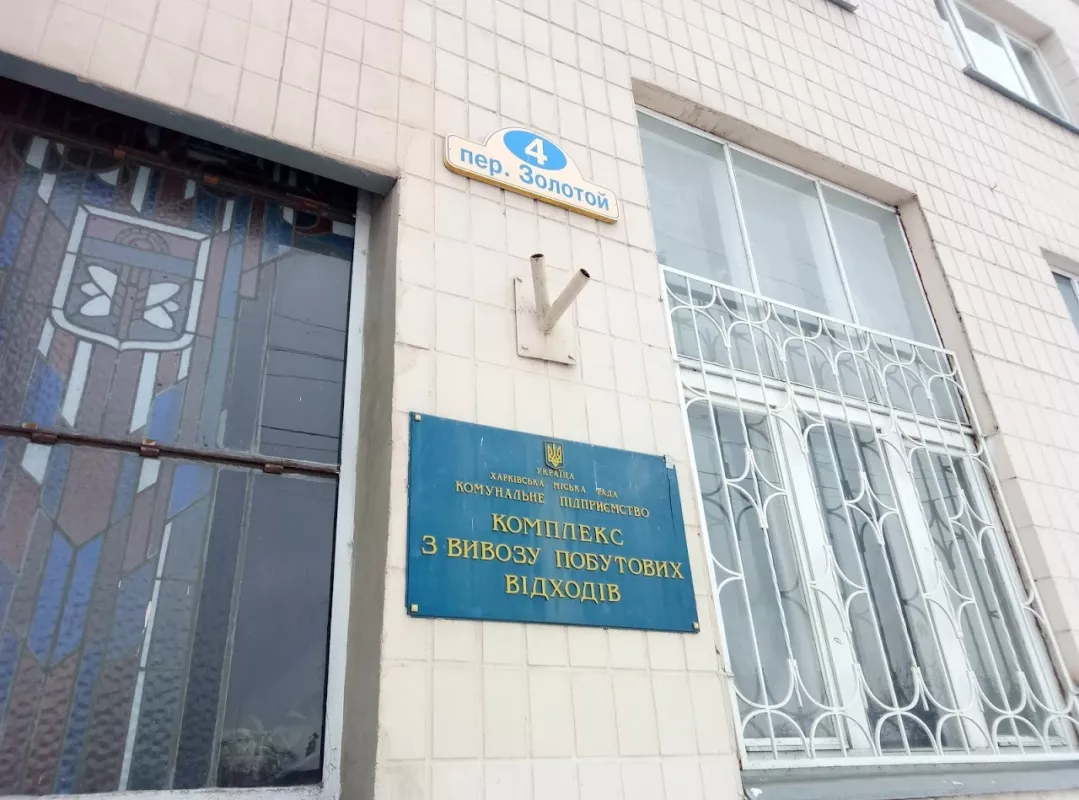 4
пер. Золотой
УКРАЇНА
ХАРКІВСЬКА МІСЬКА РАДА
КОМУНАЛЬНЕ ПІДПРИЄМСТВО
КОМПЛЕКС
З ВИВОЗУ ПОБУТОВИХ
ВІДХОДІВ